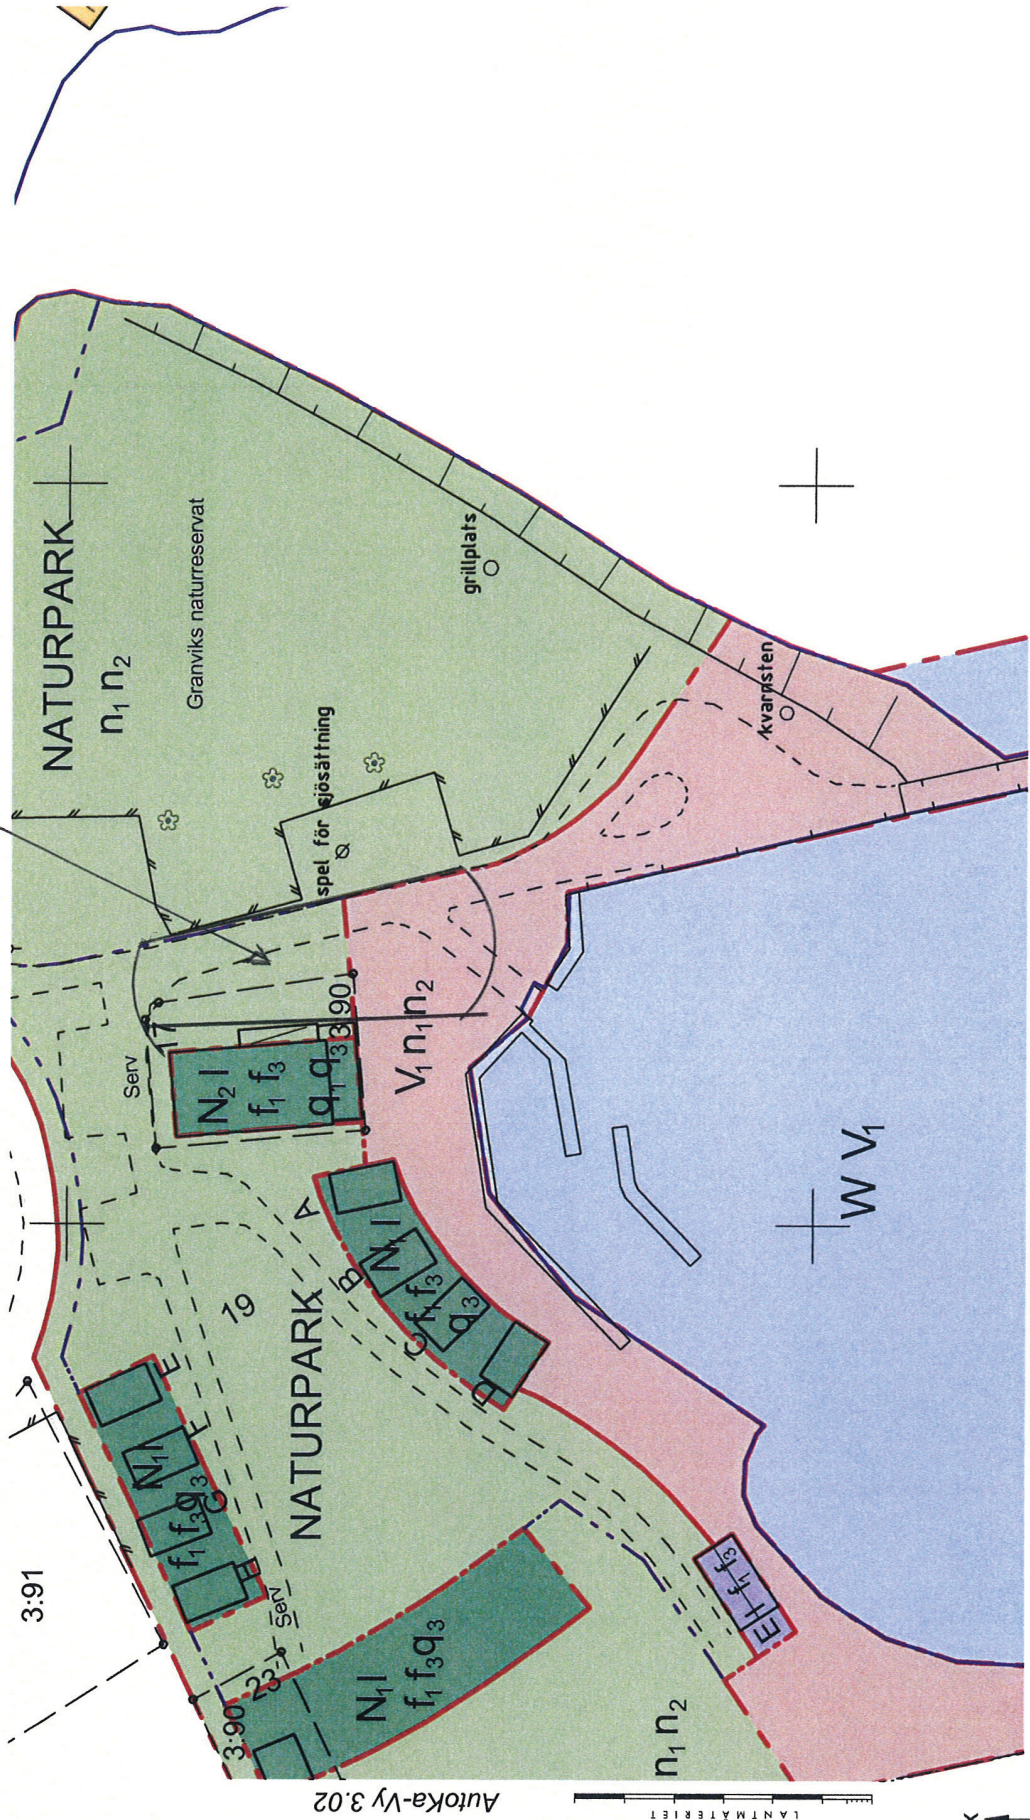 NATURPARK
n₁ n₂
Granviks naturreservat
grillplats
kvarnsten
spel för sjösättning
Serv
17
3:90
N₂ I
f₁ f₃
q₁ q₃
V₁ n₁ n₂
W V₁
A
B
C
D
N₁ I
f₁ f₃
q₃
19
NATURPARK
E
F
G
H
N₁ I
f₁ f₃ q₃
3:91
Serv
23
3:90
N₁ I
f₁ f₃ q₃
E H f₁ f₃
n₁ n₂
AutoKa-Vy 3.02
LANTMÄTERIET